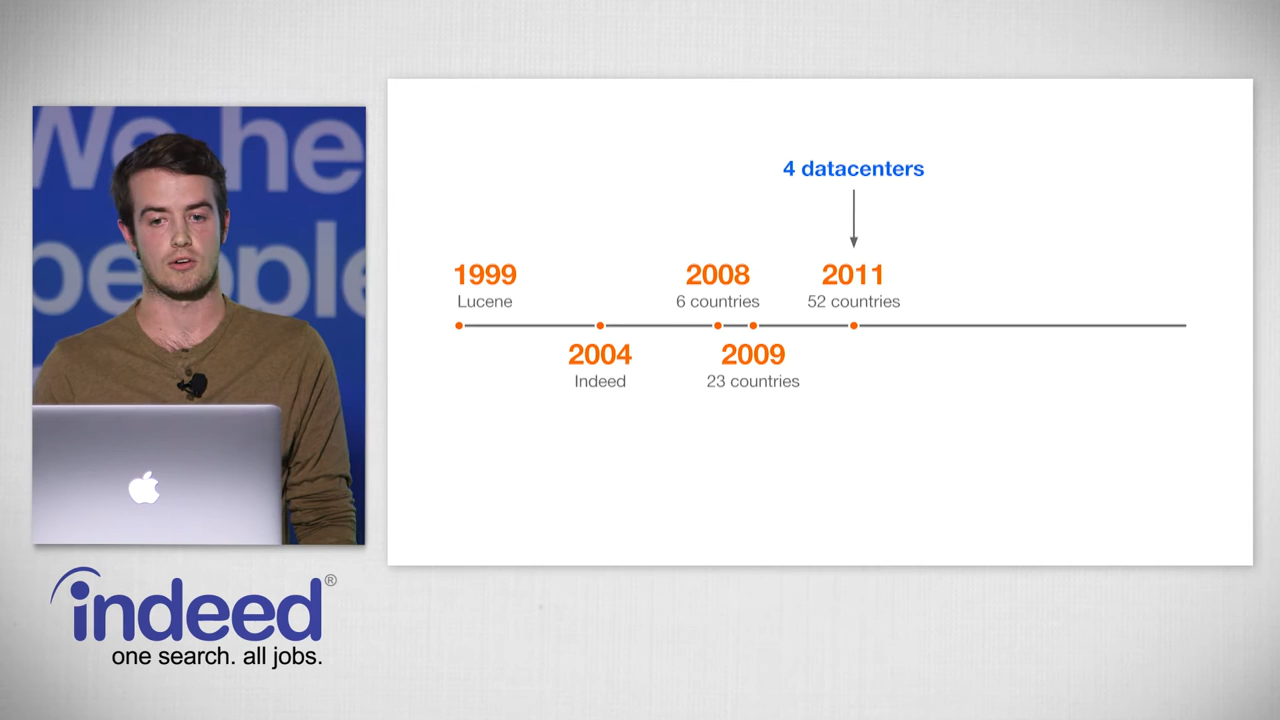 We he
people
4 datacenters
1999
Lucene
2008
6 countries
2011
52 countries
2004
Indeed
2009
23 countries
indeed®
one search. all jobs.